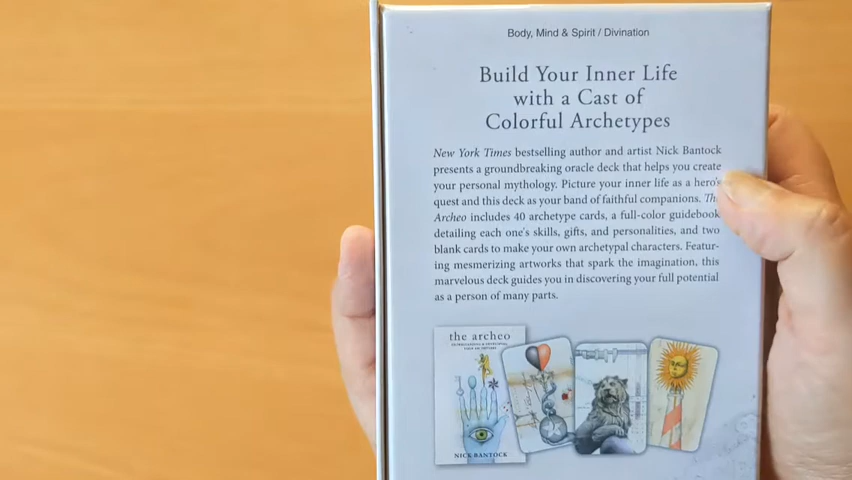 Body, Mind & Spirit / Divination
Build Your Inner Life
with a Cast of
Colorful Archetypes
New York Times bestselling author and artist Nick Bantock
presents a groundbreaking oracle deck that helps you create
your personal mythology. Picture your inner life as a hero's
quest and this deck as your band of faithful companions.
Archeo includes 40 archetype cards, a full-color guidebook
detailing each one's skills, gifts, and personalities, and two
blank cards to make your own archetypal characters. Featur-
ing mesmerizing artworks that spark the imagination, this
marvelous deck guides you in discovering your full potential
as a person of many parts.
the archeo
NICK BANTOCK